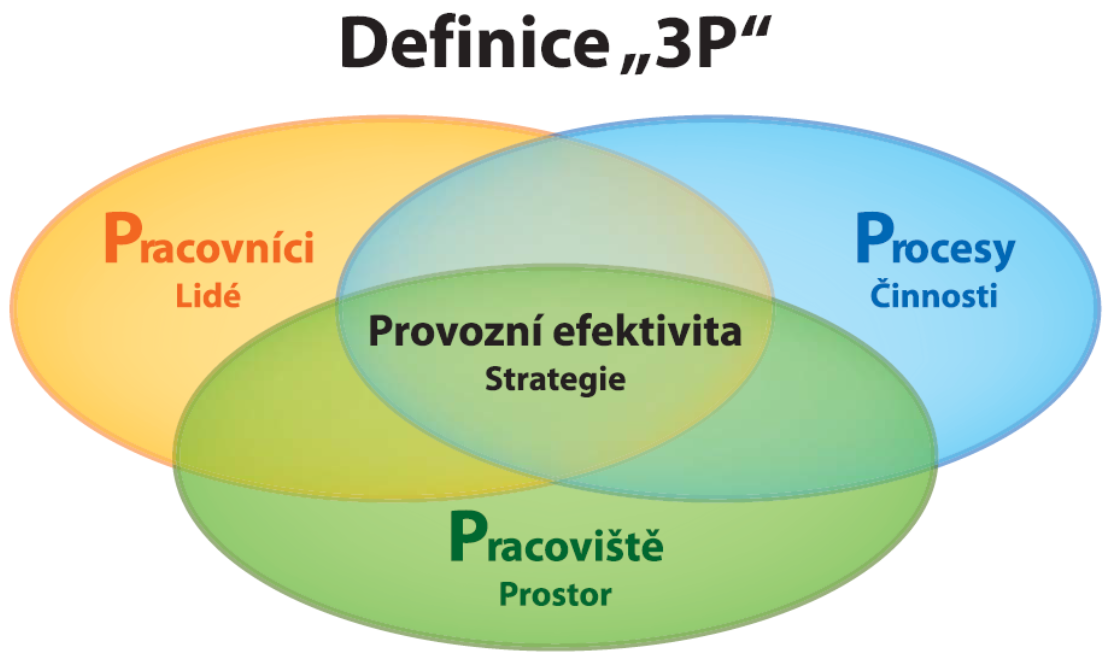 Definice „3P“
Pracovníci
Lidé
Procesy
Činnosti
Provozní efektivita
Strategie
Pracoviště
Prostor